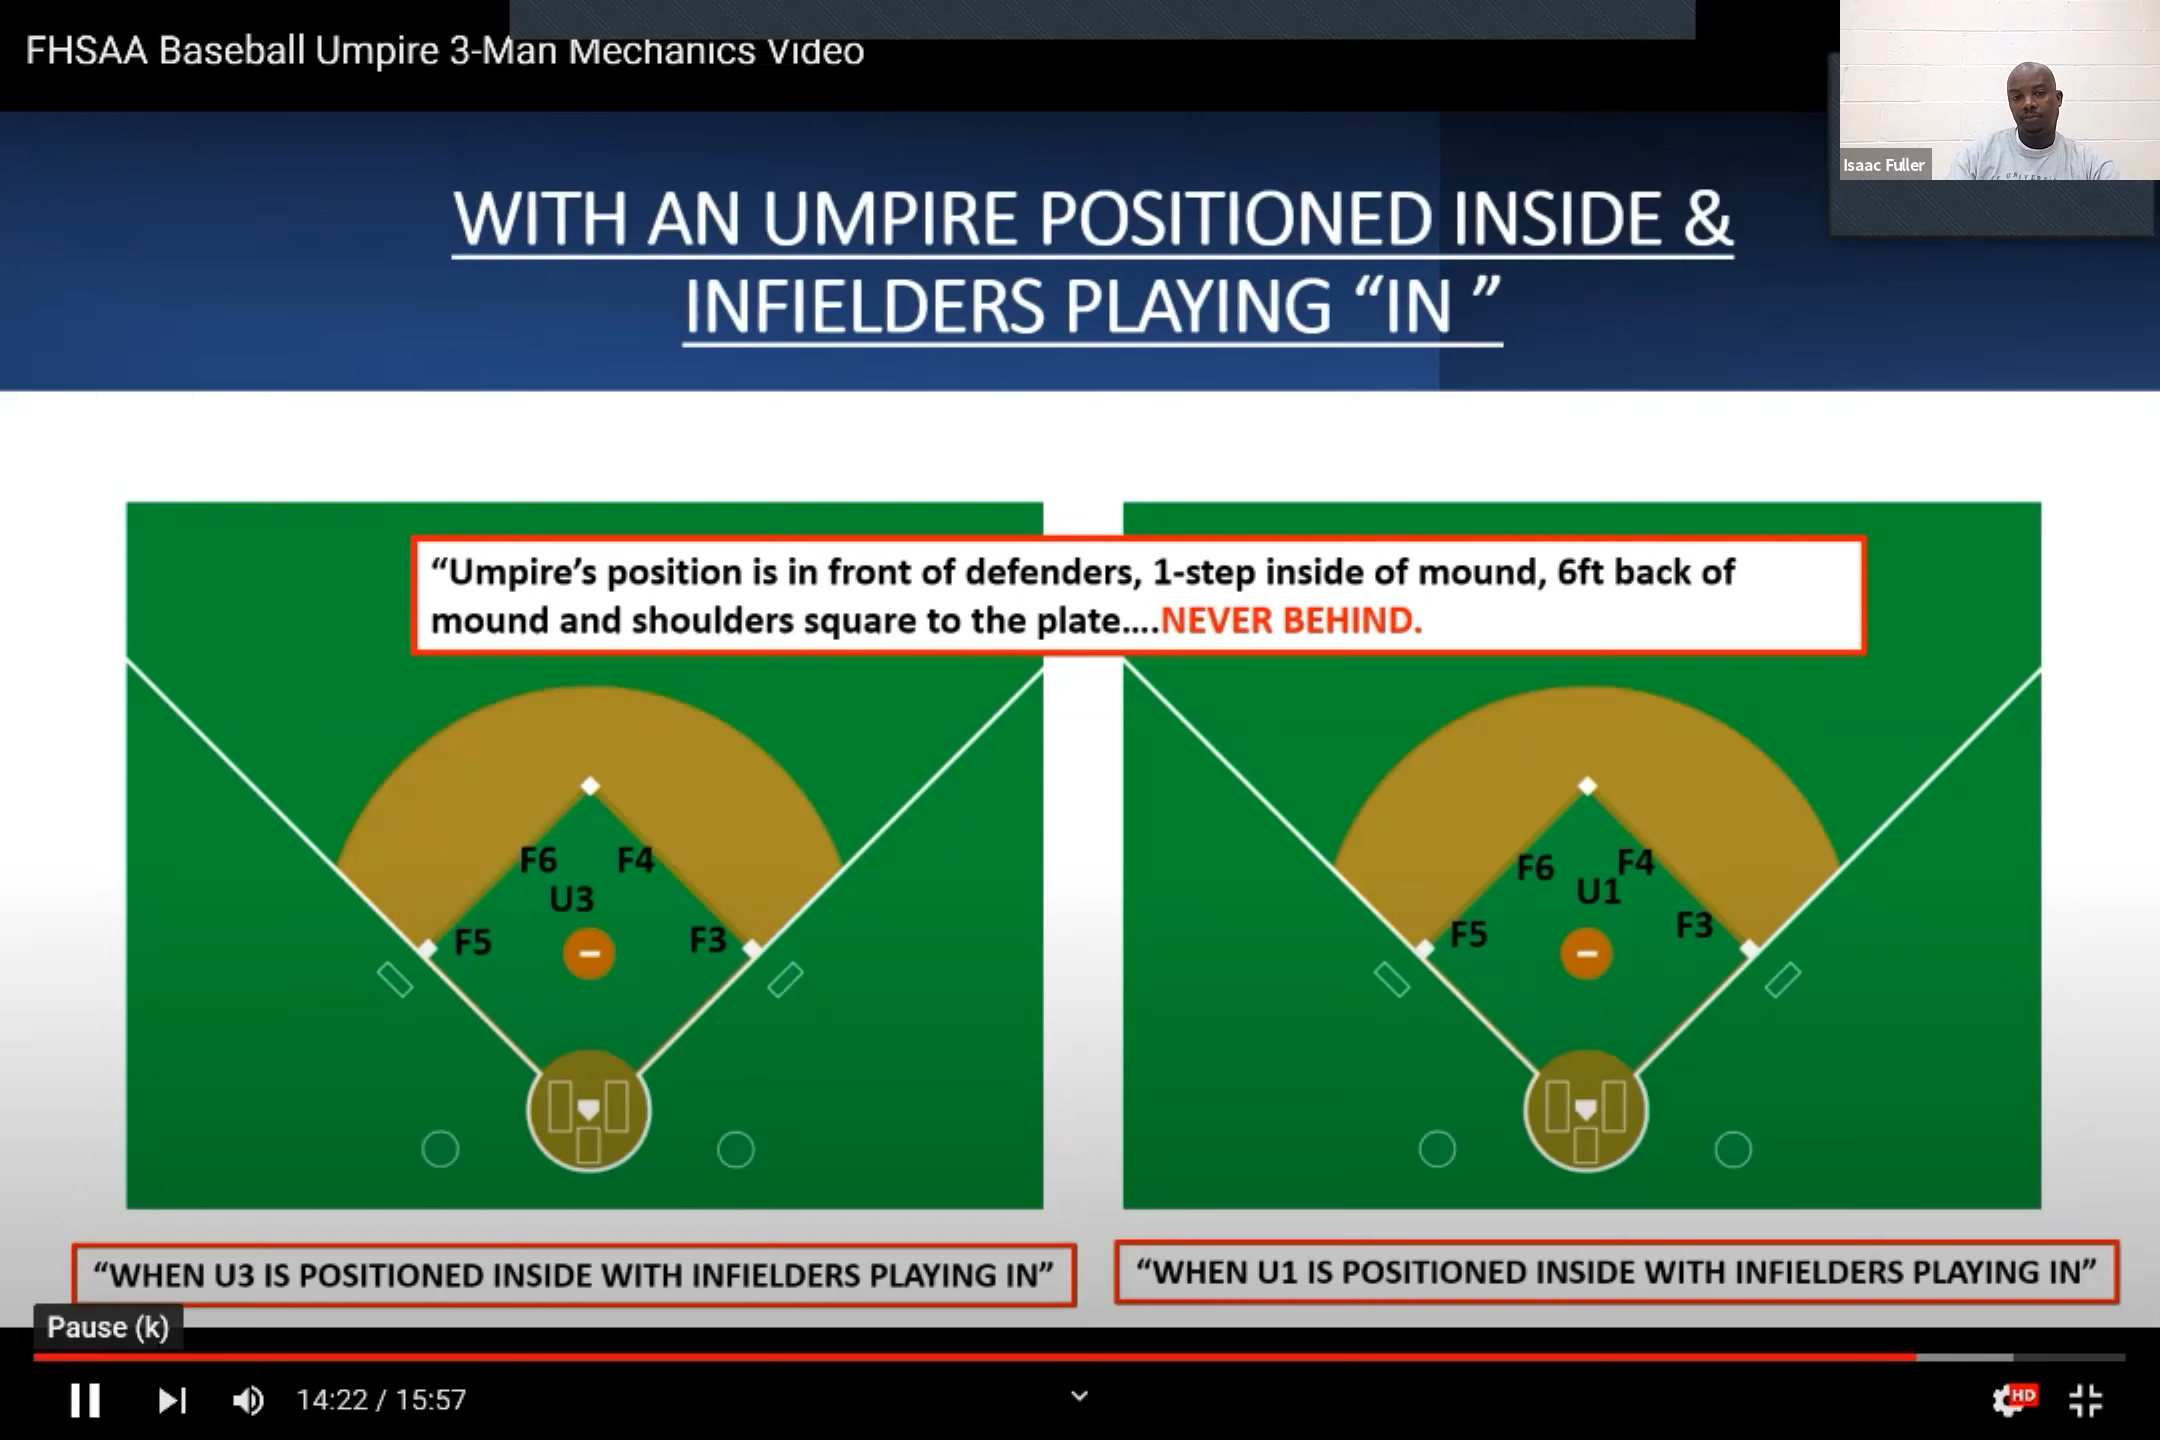 FHSAA Baseball Umpire 3-Man Mechanics Video
Isaac Fuller
WITH AN UMPIRE POSITIONED INSIDE &
INFIELDERS PLAYING “IN ”
“Umpire’s position is in front of defenders, 1-step inside of mound, 6ft back of
mound and shoulders square to the plate....NEVER BEHIND.
F6 F4
U3
F5 F3
F6 F4
U1
F5 F3
“WHEN U3 IS POSITIONED INSIDE WITH INFIELDERS PLAYING IN”
“WHEN U1 IS POSITIONED INSIDE WITH INFIELDERS PLAYING IN”
Pause (k)
14:22 / 15:57
HD